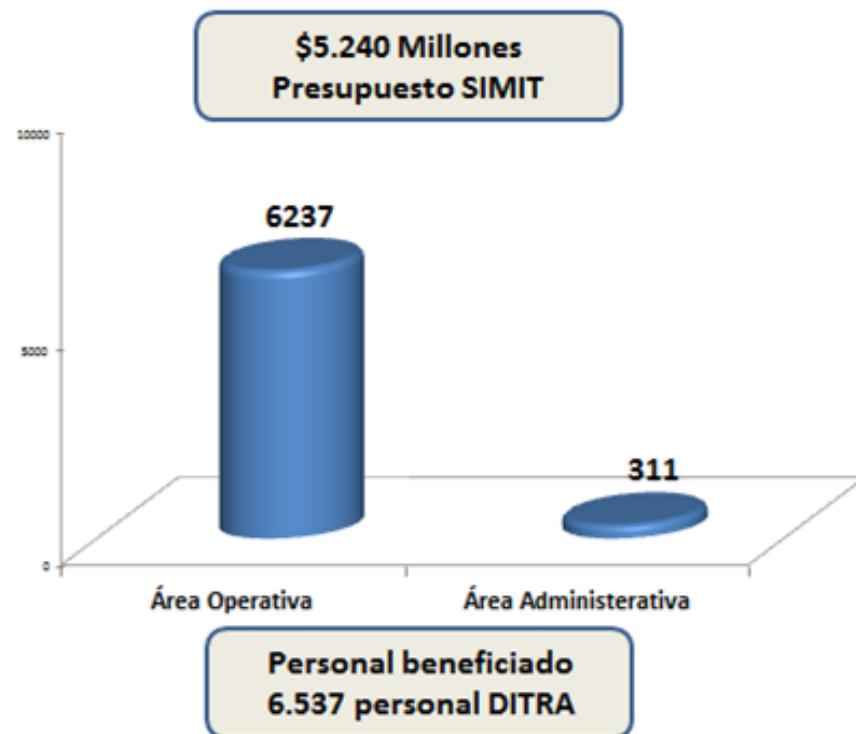 $5.240 Millones
Presupuesto SIMIT
10000
6237
5000
311
0
Área Operativa
Área Administerativa
Personal beneficiado
6.537 personal DITRA